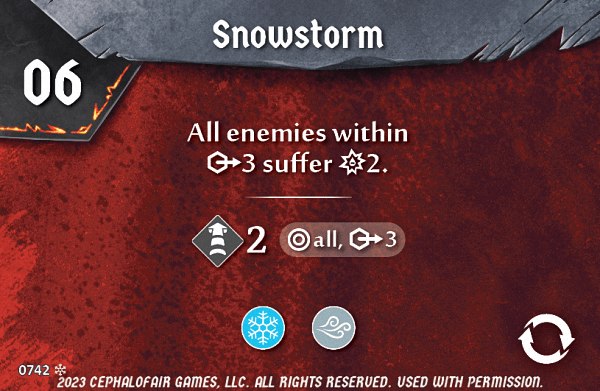 Snowstorm
06
All enemies within
3 suffer 2.
2 all, 3
0742
2023 CEPHALOFAIR GAMES, LLC. ALL RIGHTS RESERVED. USED WITH PERMISSION.